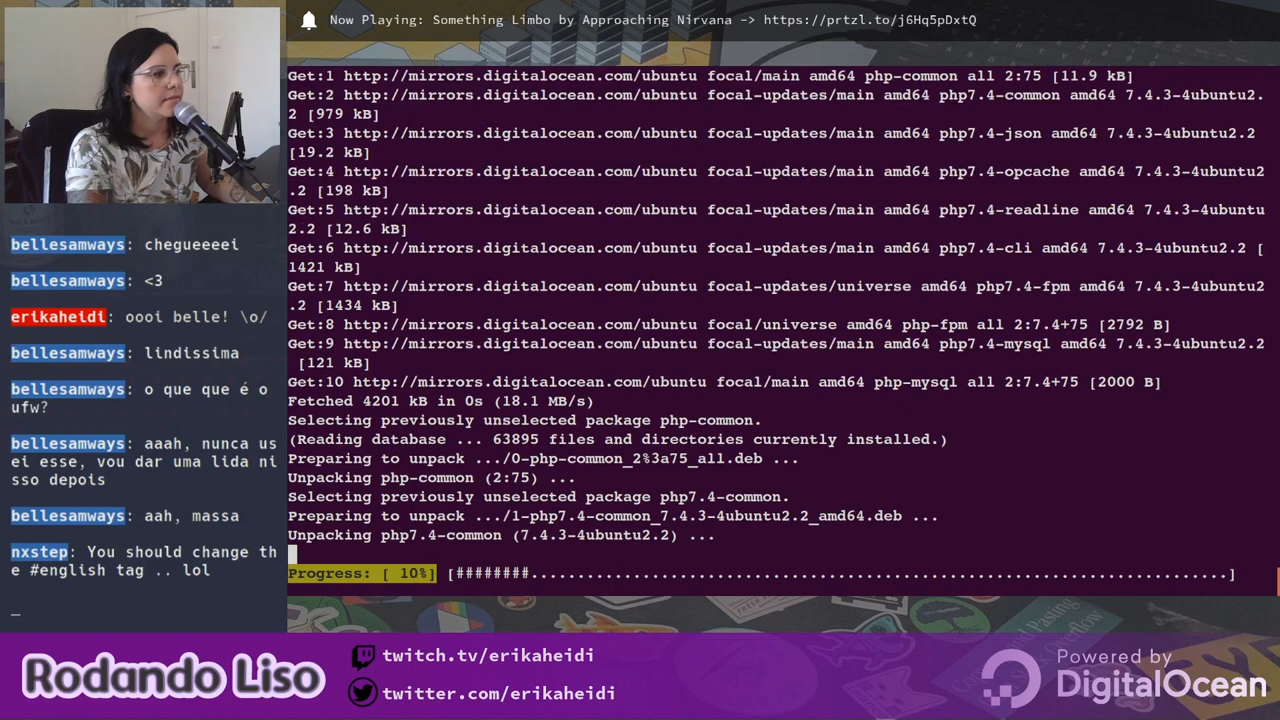 Now Playing: Something Limbo by Approaching Nirvana -> https://prtzl.to/j6Hq5pDxtQ
bellesamways: chegueeeei
bellesamways: <3
erikaheidi: oooi belle! \o/
bellesamways: lindissima
bellesamways: o que que é o
ufw?
bellesamways: aaah, nunca us
ei esse, vou dar uma lida ni
sso depois
bellesamways: aah, massa
nxstep: You should change th
e #english tag .. lol
_
Get:1 http://mirrors.digitalocean.com/ubuntu focal/main amd64 php-common all 2:75 [11.9 kB]
Get:2 http://mirrors.digitalocean.com/ubuntu focal-updates/main amd64 php7.4-common amd64 7.4.3-4ubuntu2.
2 [979 kB]
Get:3 http://mirrors.digitalocean.com/ubuntu focal-updates/main amd64 php7.4-json amd64 7.4.3-4ubuntu2.2
[19.2 kB]
Get:4 http://mirrors.digitalocean.com/ubuntu focal-updates/main amd64 php7.4-opcache amd64 7.4.3-4ubuntu2
.2 [198 kB]
Get:5 http://mirrors.digitalocean.com/ubuntu focal-updates/main amd64 php7.4-readline amd64 7.4.3-4ubuntu
2.2 [12.6 kB]
Get:6 http://mirrors.digitalocean.com/ubuntu focal-updates/main amd64 php7.4-cli amd64 7.4.3-4ubuntu2.2 [
1421 kB]
Get:7 http://mirrors.digitalocean.com/ubuntu focal-updates/universe amd64 php7.4-fpm amd64 7.4.3-4ubuntu2
.2 [1434 kB]
Get:8 http://mirrors.digitalocean.com/ubuntu focal/universe amd64 php-fpm all 2:7.4+75 [2792 B]
Get:9 http://mirrors.digitalocean.com/ubuntu focal-updates/main amd64 php7.4-mysql amd64 7.4.3-4ubuntu2.2
[121 kB]
Get:10 http://mirrors.digitalocean.com/ubuntu focal/main amd64 php-mysql all 2:7.4+75 [2000 B]
Fetched 4201 kB in 0s (18.1 MB/s)
Selecting previously unselected package php-common.
(Reading database ... 63895 files and directories currently installed.)
Preparing to unpack .../0-php-common_2%3a75_all.deb ...
Unpacking php-common (2:75) ...
Selecting previously unselected package php7.4-common.
Preparing to unpack .../1-php7.4-common_7.4.3-4ubuntu2.2_amd64.deb ...
Unpacking php7.4-common (7.4.3-4ubuntu2.2) ...
Progress: [ 10%] [########...........................................................................]
Rodando Liso
twitch.tv/erikaheidi
twitter.com/erikaheidi
Powered by
DigitalOcean